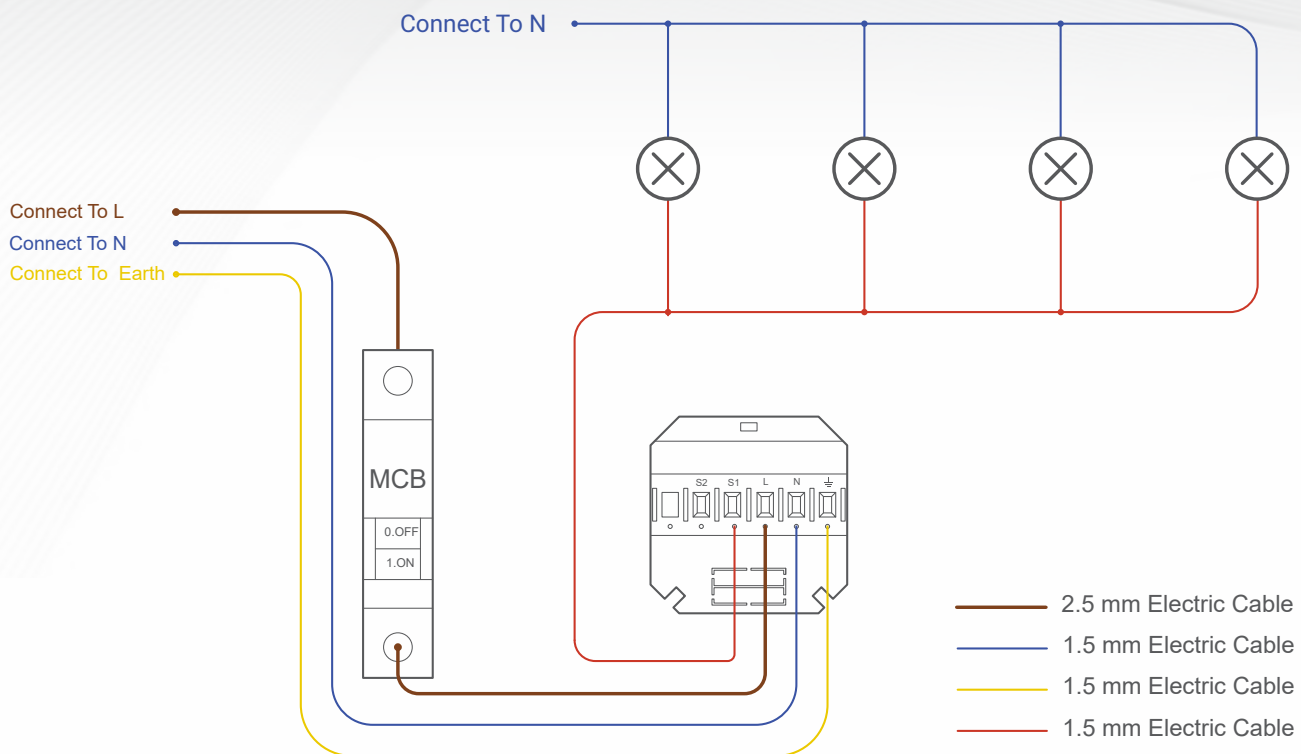 Connect To N
Connect To L
Connect To N
Connect To Earth
MCB
0.OFF
1.ON
S2 S1 L N
2.5 mm Electric Cable
1.5 mm Electric Cable
1.5 mm Electric Cable
1.5 mm Electric Cable